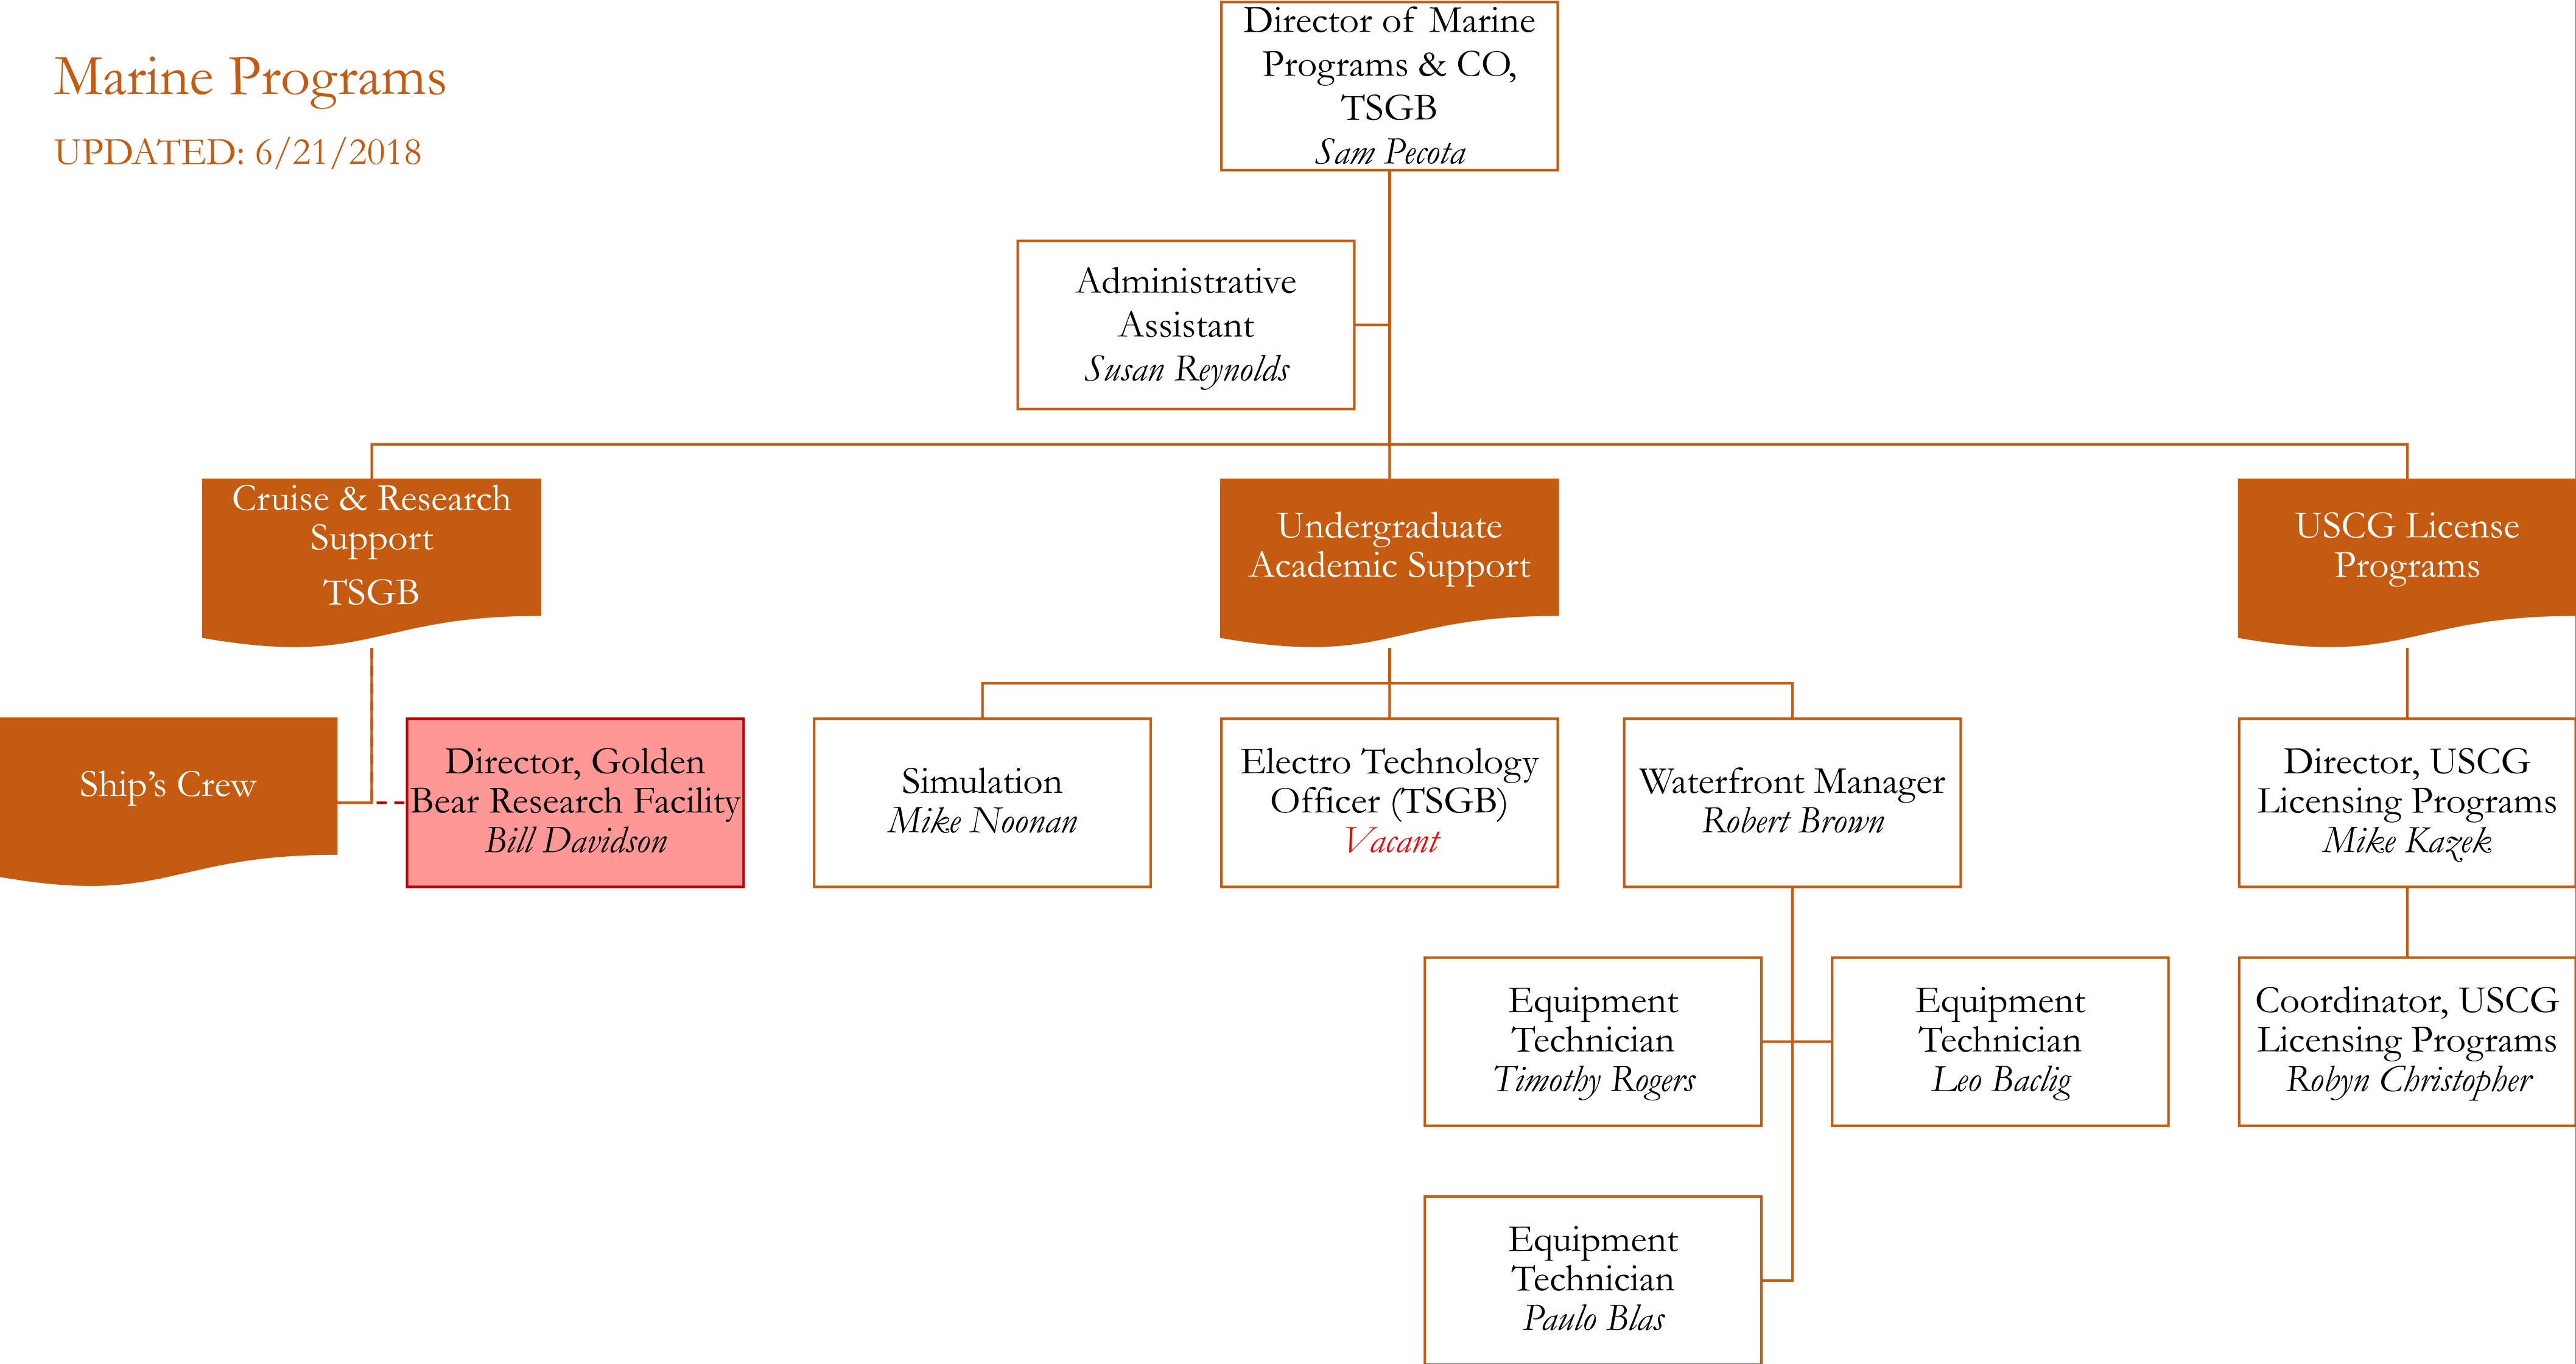 Marine Programs
UPDATED: 6/21/2018
Director of Marine
Programs & CO,
TSGB
Sam Pecota
Administrative
Assistant
Susan Reynolds
Cruise & Research
Support
TSGB
Undergraduate
Academic Support
USCG License
Programs
Ship’s Crew
Director, Golden
Bear Research Facility
Bill Davidson
Simulation
Mike Noonan
Electro Technology
Officer (TSGB)
Vacant
Waterfront Manager
Robert Brown
Director, USCG
Licensing Programs
Mike Kazek
Equipment
Technician
Timothy Rogers
Equipment
Technician
Leo Baclig
Coordinator, USCG
Licensing Programs
Robyn Christopher
Equipment
Technician
Paulo Blas